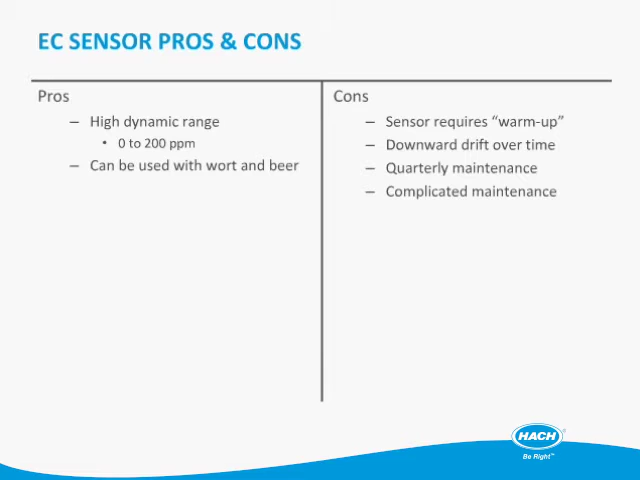 EC SENSOR PROS & CONS
Pros
– High dynamic range
• 0 to 200 ppm
– Can be used with wort and beer
Cons
– Sensor requires “warm-up”
– Downward drift over time
– Quarterly maintenance
– Complicated maintenance
HACH®
Be Right™